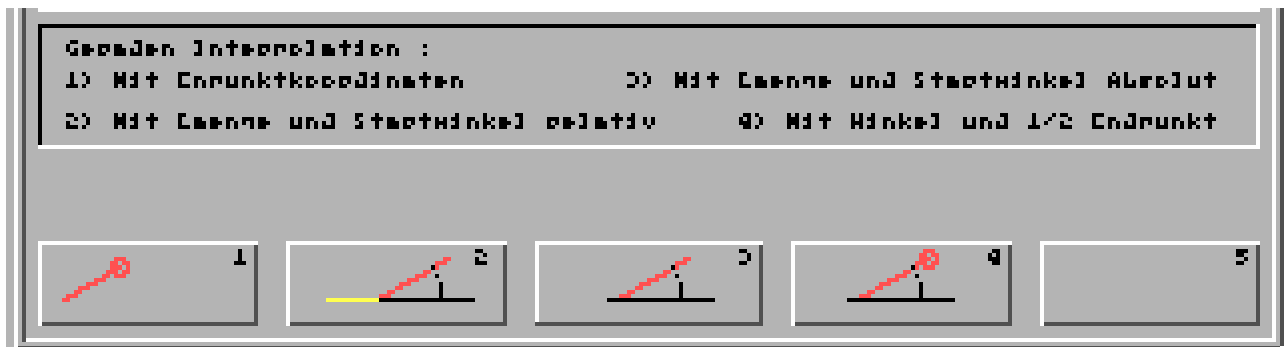 Geraden Interpolation :
1) Mit Enpunktkoordinaten 3) Mit Laenge und Startwinkel Absolut
2) Mit Laenge und Startwinkel relativ 4) Mit Winkel und 1/2 Endpunkt
1 2 3 4 5